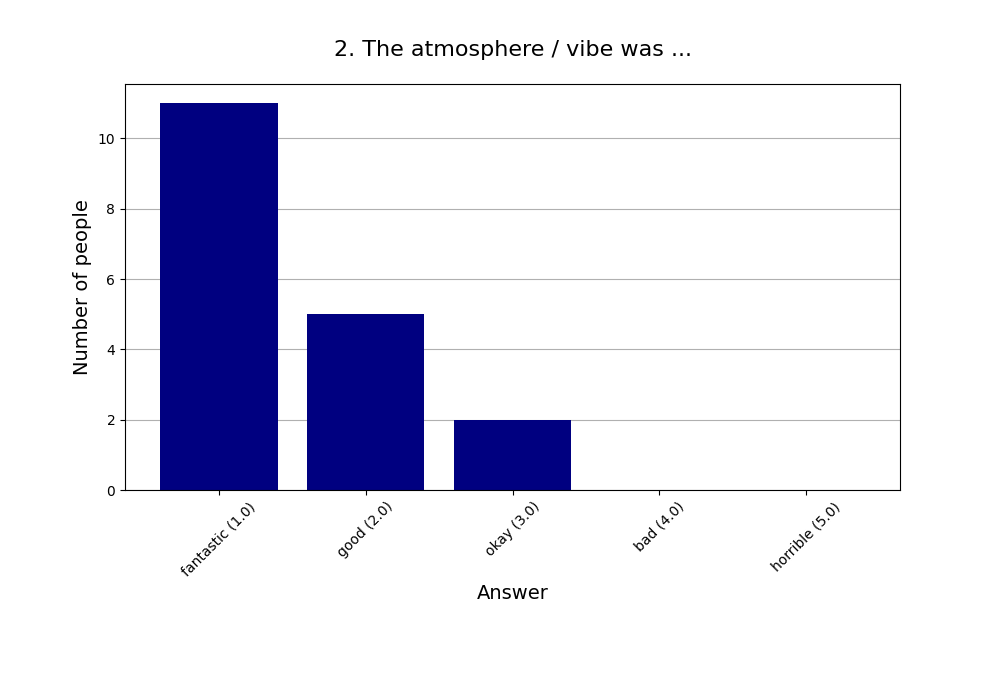 2. The atmosphere / vibe was ...
Number of people
10
8
6
4
2
0
fantastic (1.0)
good (2.0)
okay (3.0)
bad (4.0)
horrible (5.0)
Answer